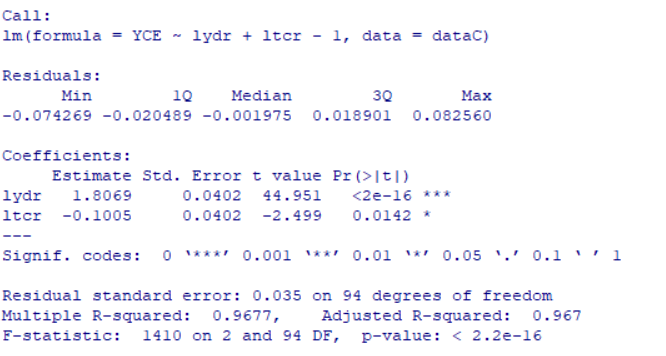 Call:
lm(formula = YCE ~ lydr + ltcr - 1, data = dataC)
Residuals:
Min 1Q Median 3Q Max
-0.074269 -0.020489 -0.001975 0.018901 0.082560
Coefficients:
Estimate Std. Error t value Pr(>|t|)
lydr 1.8069 0.0402 44.951 <2e-16 ***
ltcr -0.1005 0.0402 -2.499 0.0142 *
---
Signif. codes: 0 ‘***’ 0.001 ‘**’ 0.01 ‘*’ 0.05 ‘.’ 0.1 ‘ ’ 1
Residual standard error: 0.035 on 94 degrees of freedom
Multiple R-squared: 0.9677, Adjusted R-squared: 0.967
F-statistic: 1410 on 2 and 94 DF, p-value: < 2.2e-16